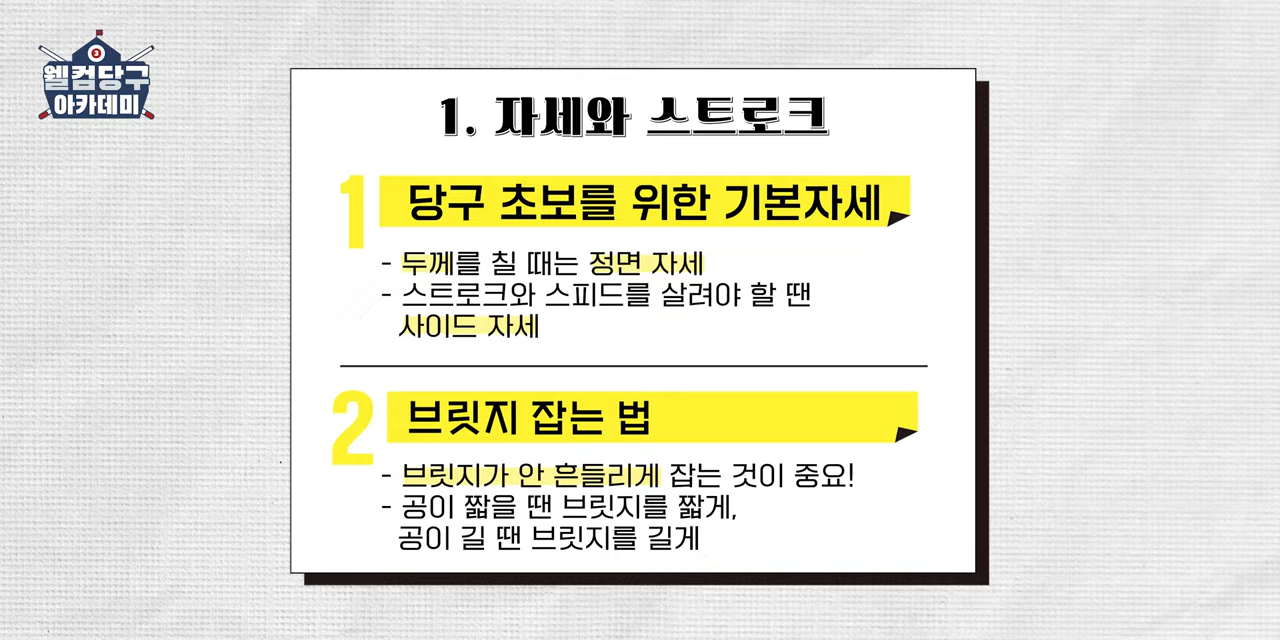 웰컴당구
아카데미
1. 자세와 스트로크
1 당구 초보를 위한 기본자세
- 두께를 칠 때는 정면 자세
- 스트로크와 스피드를 살려야 할 땐
사이드 자세
2 브릿지 잡는 법
- 브릿지가 안 흔들리게 잡는 것이 중요!
- 공이 짧을 땐 브릿지를 짧게,
공이 길 땐 브릿지를 길게